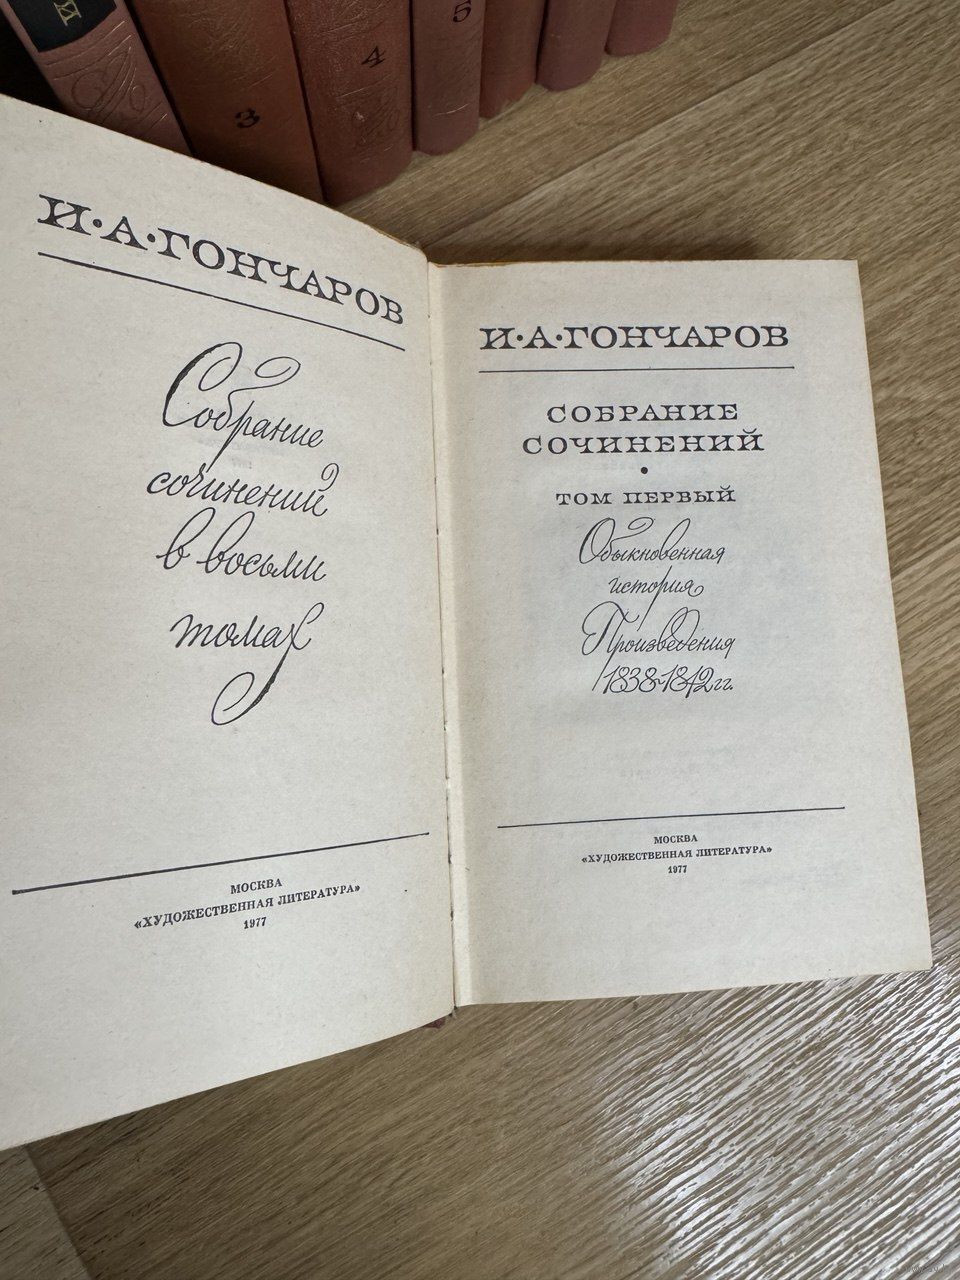 И
3
4
5
И·А·ГОНЧАРОВ
Собрание
сочинений
в восьми
томах
МОСКВА
«ХУДОЖЕСТВЕННАЯ ЛИТЕРАТУРА»
1977
И·А·ГОНЧАРОВ
СОБРАНИЕ
СОЧИНЕНИЙ
•
ТОМ ПЕРВЫЙ
Обыкновенная
история
Произведения
1838-1842 гг.
МОСКВА
«ХУДОЖЕСТВЕННАЯ ЛИТЕРАТУРА»
1977